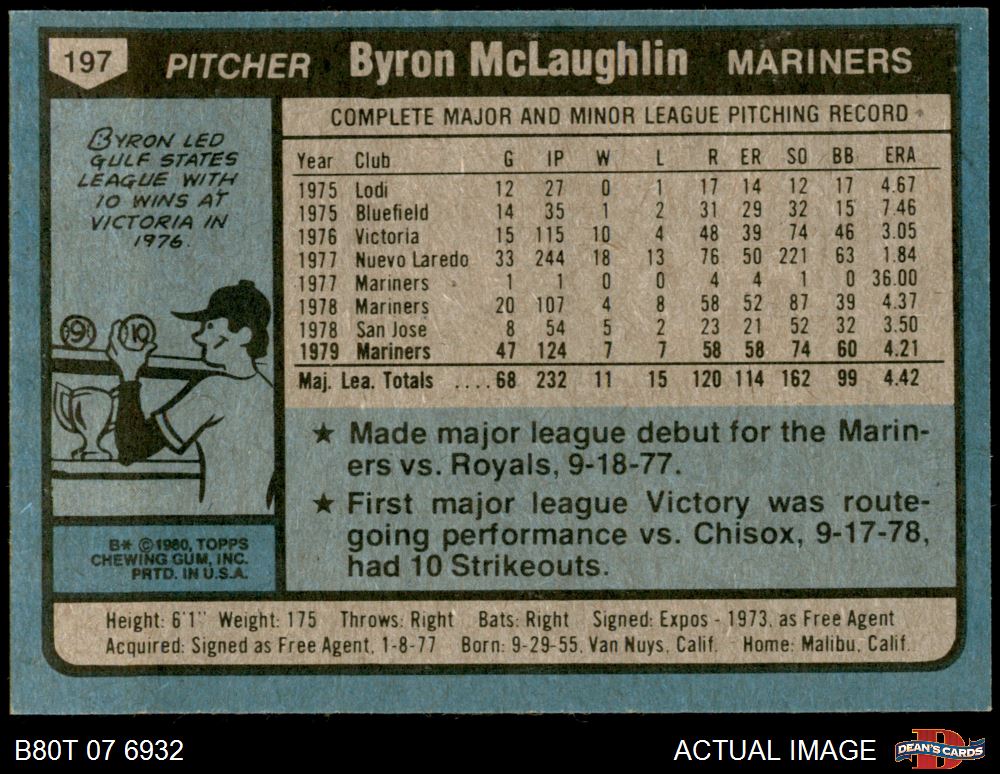 197 PITCHER Byron McLaughlin MARINERS
BYRON LED
GULF STATES
LEAGUE WITH
10 WINS AT
VICTORIA IN
1976.
9 10
B* ©1980, TOPPS
CHEWING GUM, INC.
PRTD. IN U.S.A.
COMPLETE MAJOR AND MINOR LEAGUE PITCHING RECORD
Year Club G IP W L R ER SO BB ERA
1975 Lodi 12 27 0 1 17 14 12 17 4.67
1975 Bluefield 14 35 1 2 31 29 32 15 7.46
1976 Victoria 15 115 10 4 48 39 74 46 3.05
1977 Nuevo Laredo 33 244 18 13 76 50 221 63 1.84
1977 Mariners 1 1 0 0 4 4 1 0 36.00
1978 Mariners 20 107 4 8 58 52 87 39 4.37
1978 San Jose 8 54 5 2 23 21 52 32 3.50
1979 Mariners 47 124 7 7 58 58 74 60 4.21
Maj. Lea. Totals ....68 232 11 15 120 114 162 99 4.42
★ Made major league debut for the Marin-
ers vs. Royals, 9-18-77.
★ First major league Victory was route-
going performance vs. Chisox, 9-17-78,
had 10 Strikeouts.
Height: 6'1" Weight: 175 Throws: Right Bats: Right Signed: Expos - 1973, as Free Agent
Acquired: Signed as Free Agent, 1-8-77 Born: 9-29-55, Van Nuys, Calif. Home: Malibu, Calif.
B80T 07 6932 ACTUAL IMAGE DEAN'S CARDS